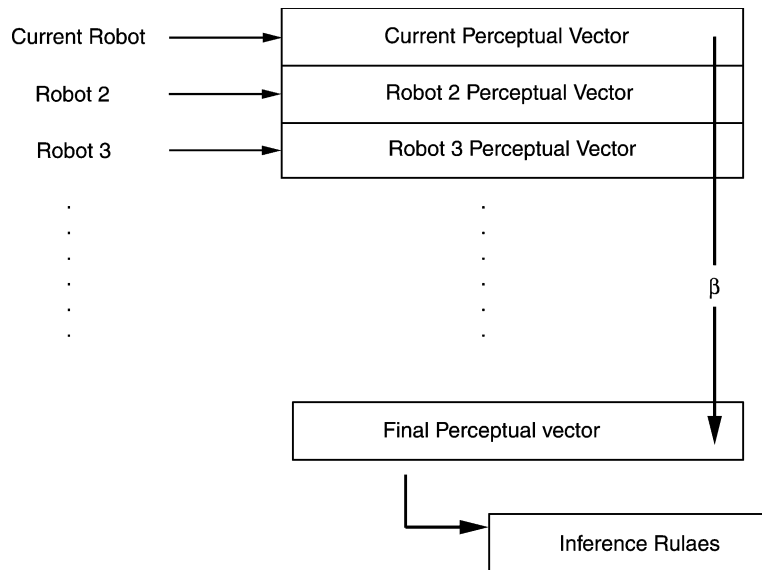 Current Robot
Current Perceptual Vector
Robot 2
Robot 2 Perceptual Vector
Robot 3
Robot 3 Perceptual Vector
β
Final Perceptual vector
Inference Rulaes